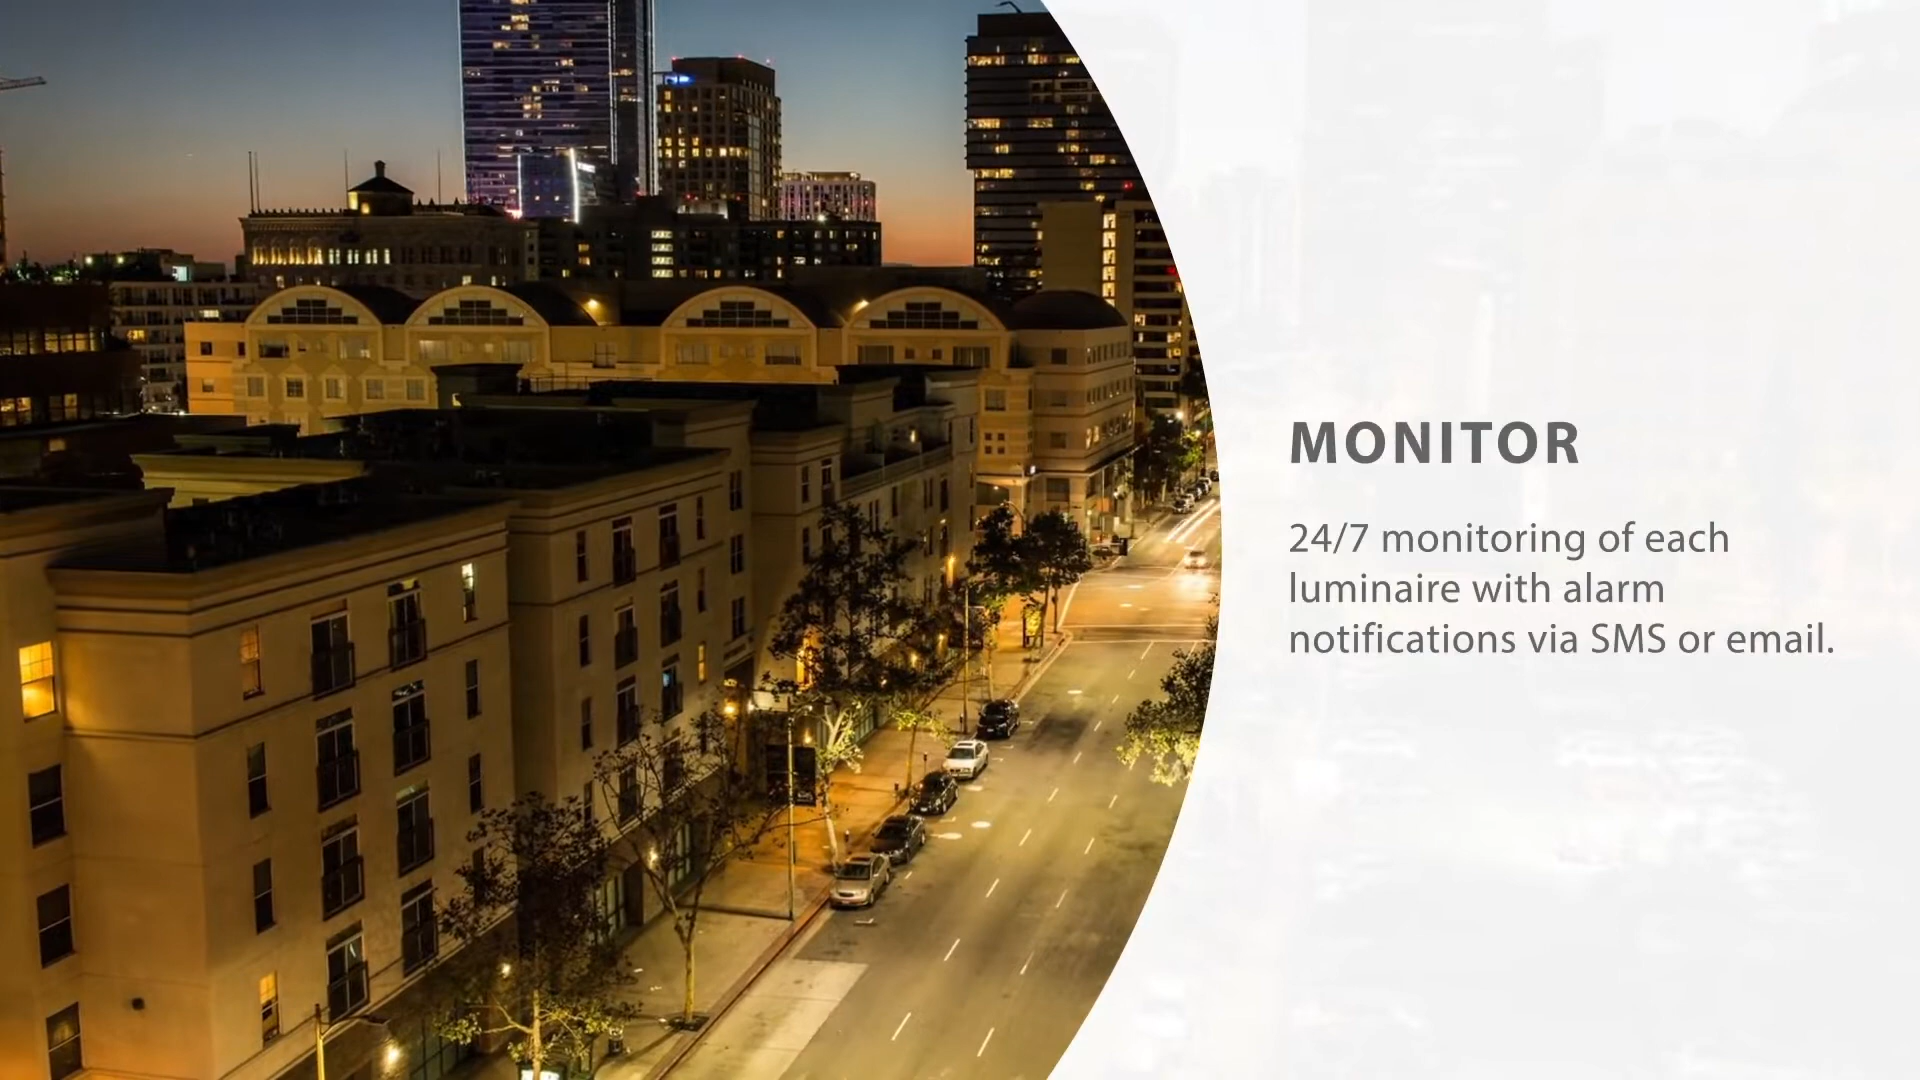 MONITOR
24/7 monitoring of each
luminaire with alarm
notifications via SMS or email.